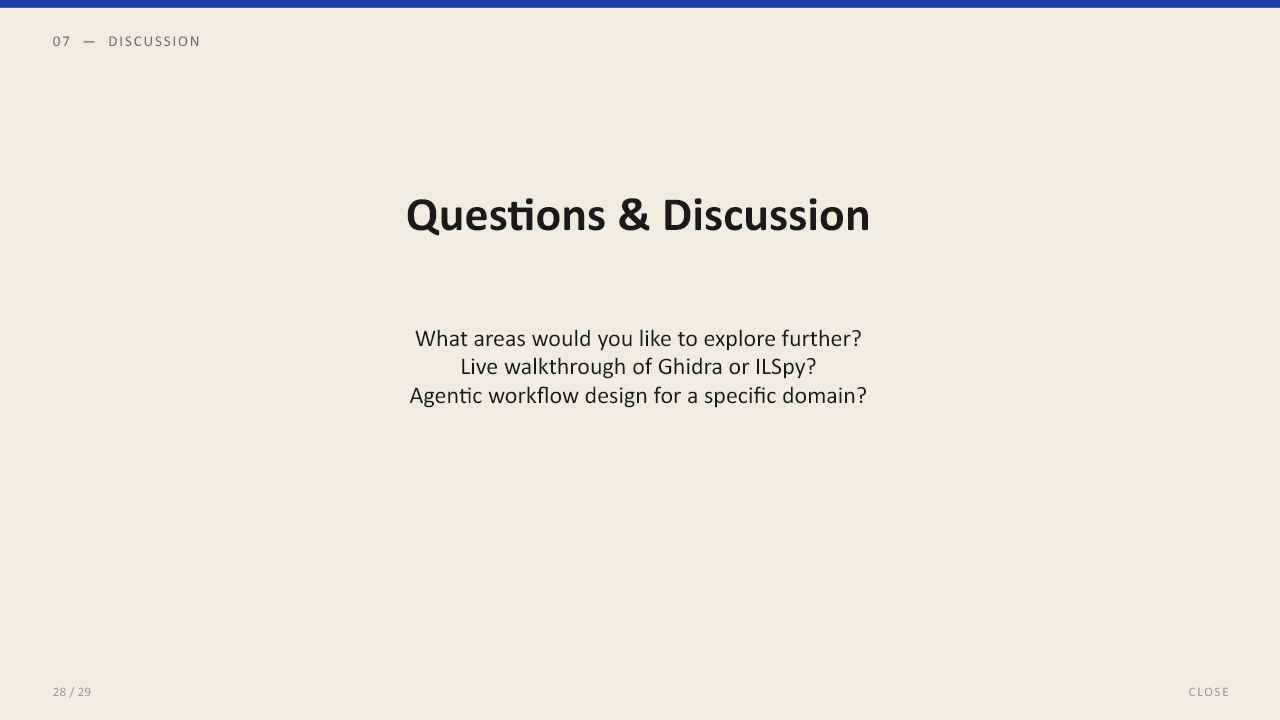 07 — DISCUSSION
Questions & Discussion
What areas would you like to explore further?
Live walkthrough of Ghidra or ILSpy?
Agentic workflow design for a specific domain?
28 / 29
CLOSE